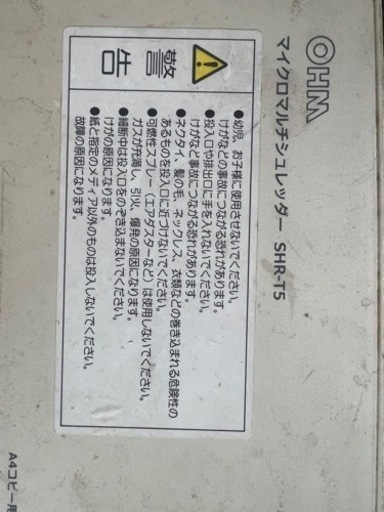 OHM
マイクロマルチシュレッダー SHR-T5
警告
●幼児、お子様に使用させないでください。
けがなどの事故につながる恐れがあります。
●投入口や排出口に手を入れないでください。
けがなど事故につながる恐れがあります。
●ネクタイ、髪の毛、ネックレス、衣類などの巻き込まれる危険性の
あるものを投入口に近づけないでください。
●可燃性スプレー(エアダスターなど)は使用しないでください。
ガスが充満し、引火・爆発の原因になります。
●細断中は投入口をのぞき込まないでください。
けがの原因になります。
●紙と指定のメディア以外のものは投入しないでください。
故障の原因になります。
A4コピー用